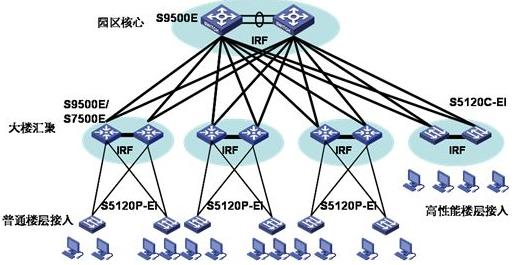 园区核心 S9500E
IRF
S9500E/
S7500E
S5120C-EI
大楼汇聚
IRF
IRF
IRF
IRF
S5120P-EI
S5120P-EI
S5120P-EI
普通楼层接入
高性能楼层接入